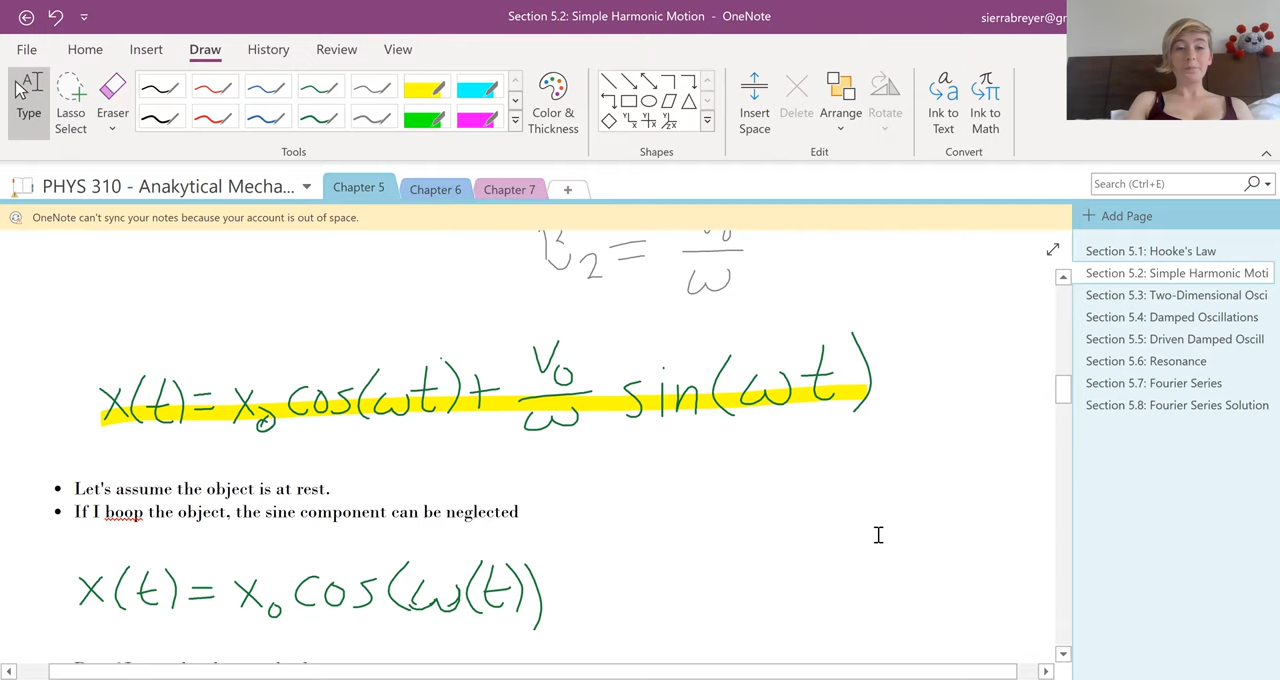 Section 5.2: Simple Harmonic Motion - OneNote
sierrabreyer@gr
File Home Insert Draw History Review View
Type
Lasso Select
Eraser
Color & Thickness
Insert Space
Delete
Arrange
Rotate
Ink to Text
Ink to Math
Tools
Shapes
Edit
Convert
PHYS 310 - Anakytical Mecha...
Chapter 5
Chapter 6
Chapter 7
Search (Ctrl+E)
OneNote can't sync your notes because your account is out of space.
Add Page
Section 5.1: Hooke's Law
Section 5.2: Simple Harmonic Moti
Section 5.3: Two-Dimensional Osci
Section 5.4: Damped Oscillations
Section 5.5: Driven Damped Oscill
Section 5.6: Resonance
Section 5.7: Fourier Series
Section 5.8: Fourier Series Solution
x(t) = x₀ cos(ωt) + v₀/ω sin(ωt)
• Let's assume the object is at rest.
• If I boop the object, the sine component can be neglected
x(t) = x₀ cos(ω(t))